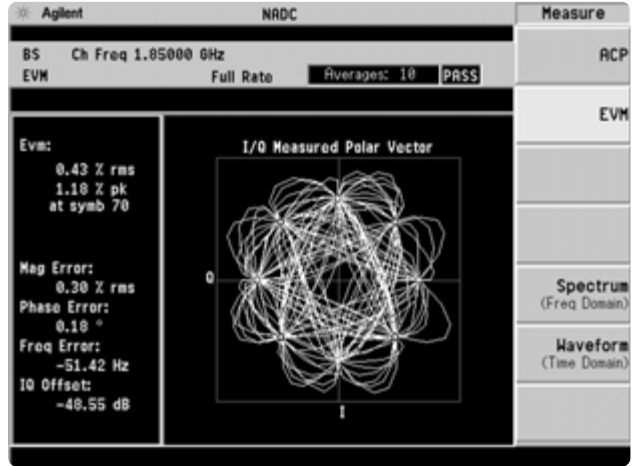 Agilent NADC Measure
BS Ch Freq 1.85000 GHz
EVM Full Rate Averages: 10 PASS
ACP
EVM
Evm:
0.43 % rms
1.18 % pk
at symb 70
Mag Error:
0.30 % rms
Phase Error:
0.18 °
Freq Error:
-51.42 Hz
IQ Offset:
-48.55 dB
I/Q Measured Polar Vector
Q
I
Spectrum
(Freq Domain)
Waveform
(Time Domain)